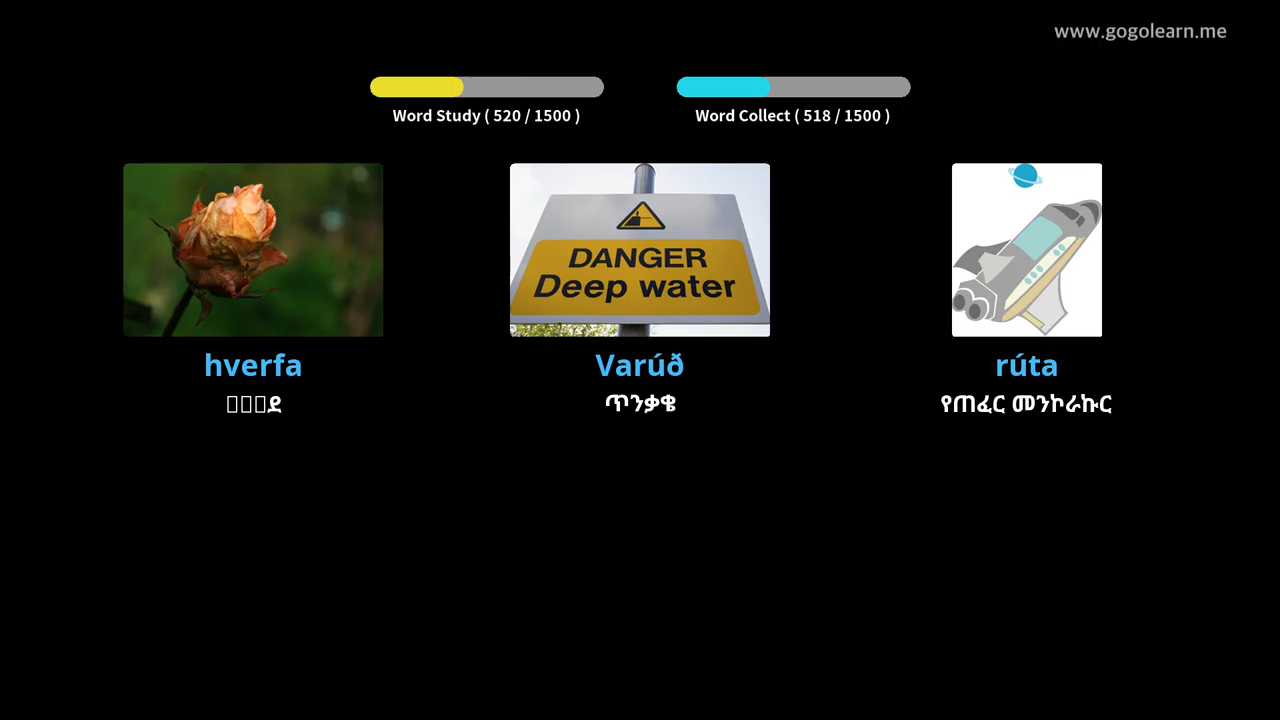 www.gogolearn.me
Word Study ( 520 / 1500 )
Word Collect ( 518 / 1500 )
DANGER
Deep water
hverfa
Varúð
rúta
ጥንቃቄ
የጠፈር መንኮራኩር